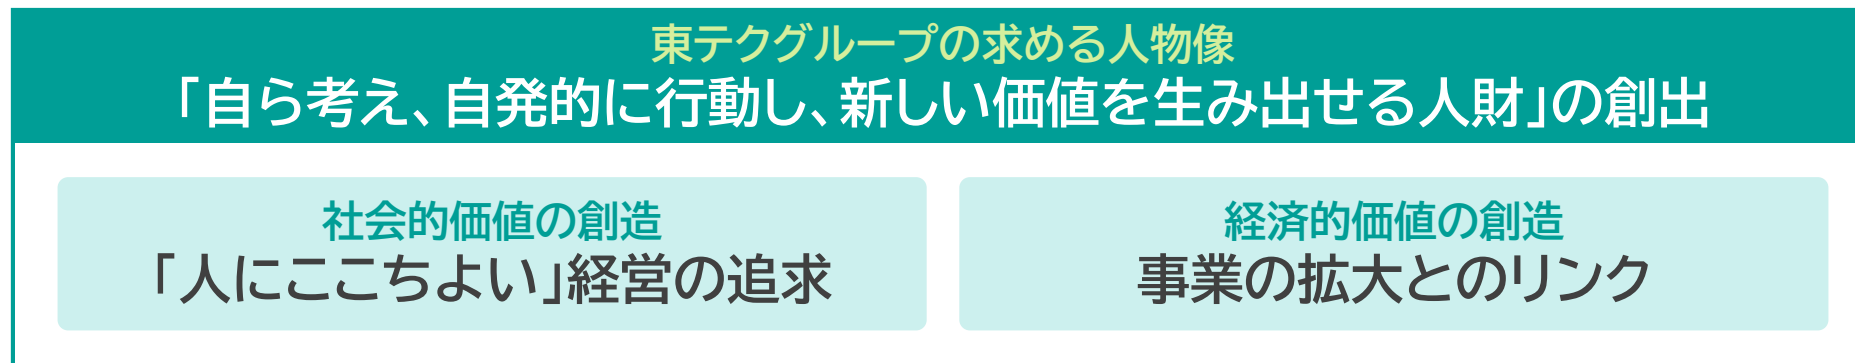 東テクグループの求める人物像
「自ら考え、自発的に行動し、新しい価値を生み出せる人財」の創出
社会的価値の創造
「人にここちよい」経営の追求
経済的価値の創造
事業の拡大とのリンク